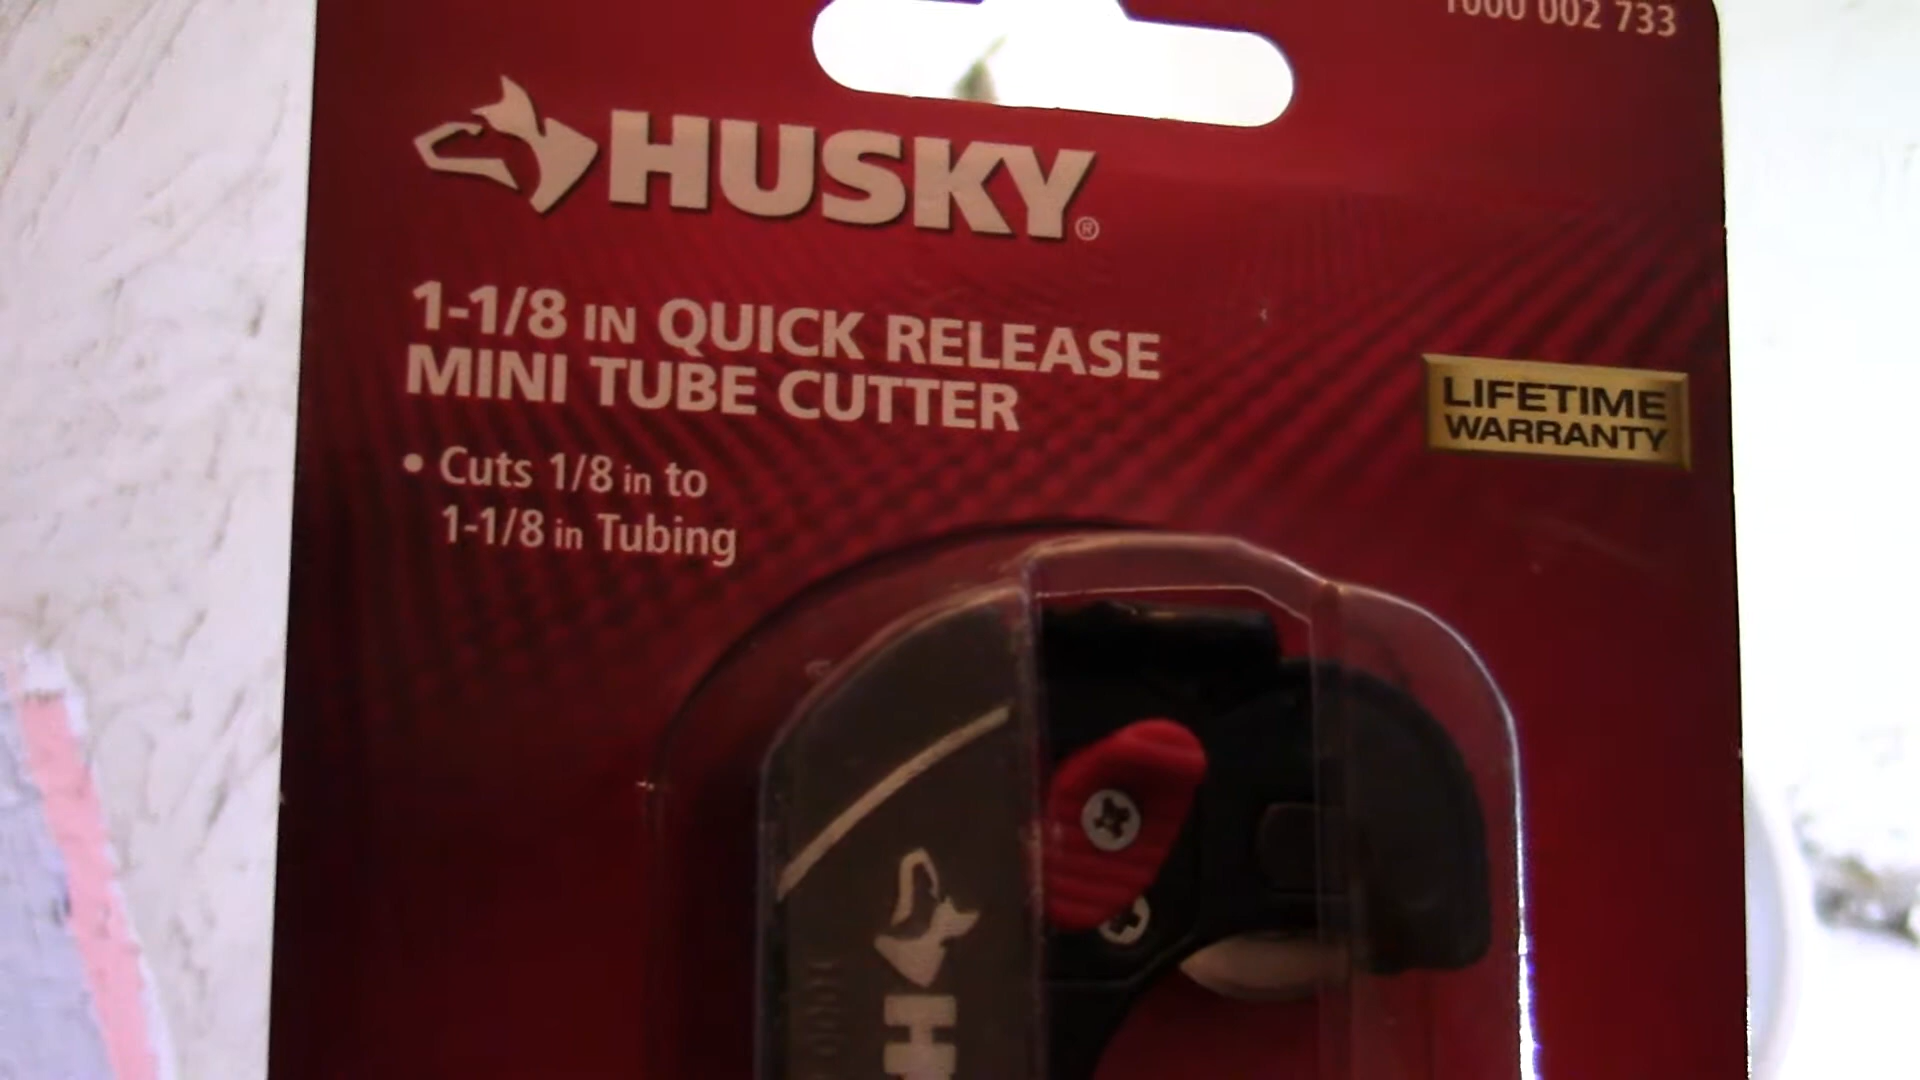 1000 002 733
HUSKY®
1-1/8 IN QUICK RELEASE
MINI TUBE CUTTER
LIFETIME
WARRANTY
• Cuts 1/8 in to
1-1/8 in Tubing
H